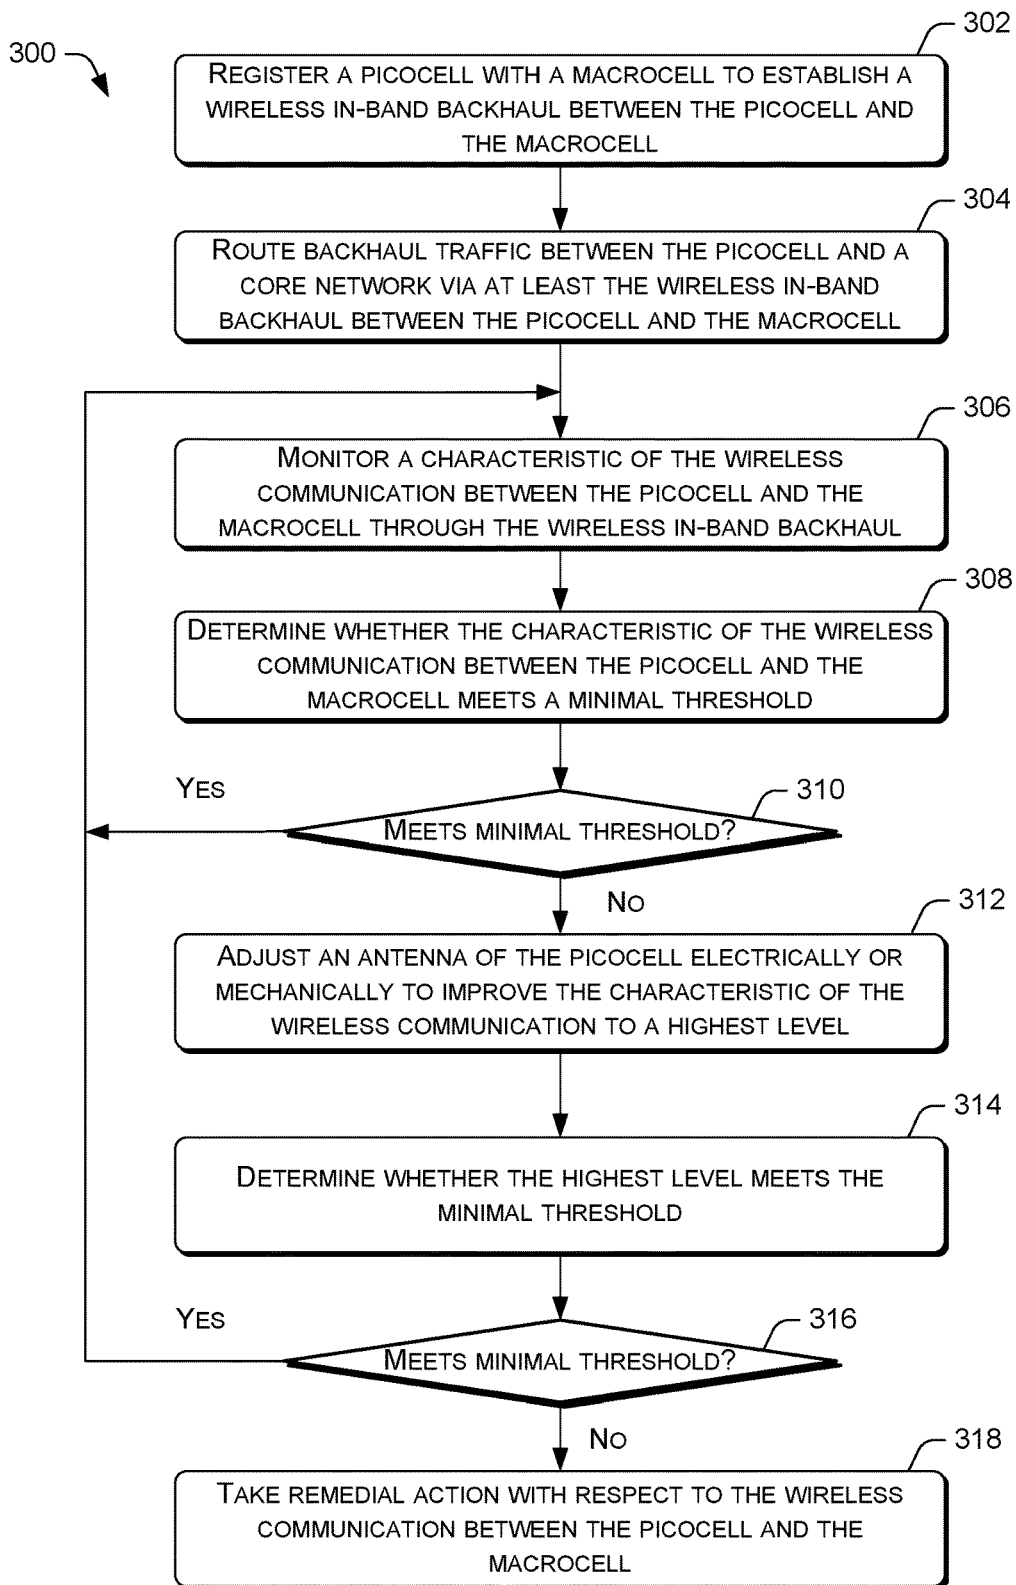 300
302
REGISTER A PICOCELL WITH A MACROCELL TO ESTABLISH A
WIRELESS IN-BAND BACKHAUL BETWEEN THE PICOCELL AND
THE MACROCELL
304
ROUTE BACKHAUL TRAFFIC BETWEEN THE PICOCELL AND A
CORE NETWORK VIA AT LEAST THE WIRELESS IN-BAND
BACKHAUL BETWEEN THE PICOCELL AND THE MACROCELL
306
MONITOR A CHARACTERISTIC OF THE WIRELESS
COMMUNICATION BETWEEN THE PICOCELL AND THE
MACROCELL THROUGH THE WIRELESS IN-BAND BACKHAUL
308
DETERMINE WHETHER THE CHARACTERISTIC OF THE WIRELESS
COMMUNICATION BETWEEN THE PICOCELL AND THE
MACROCELL MEETS A MINIMAL THRESHOLD
YES
310
MEETS MINIMAL THRESHOLD?
NO
312
ADJUST AN ANTENNA OF THE PICOCELL ELECTRICALLY OR
MECHANICALLY TO IMPROVE THE CHARACTERISTIC OF THE
WIRELESS COMMUNICATION TO A HIGHEST LEVEL
314
DETERMINE WHETHER THE HIGHEST LEVEL MEETS THE
MINIMAL THRESHOLD
YES
316
MEETS MINIMAL THRESHOLD?
NO
318
TAKE REMEDIAL ACTION WITH RESPECT TO THE WIRELESS
COMMUNICATION BETWEEN THE PICOCELL AND THE
MACROCELL